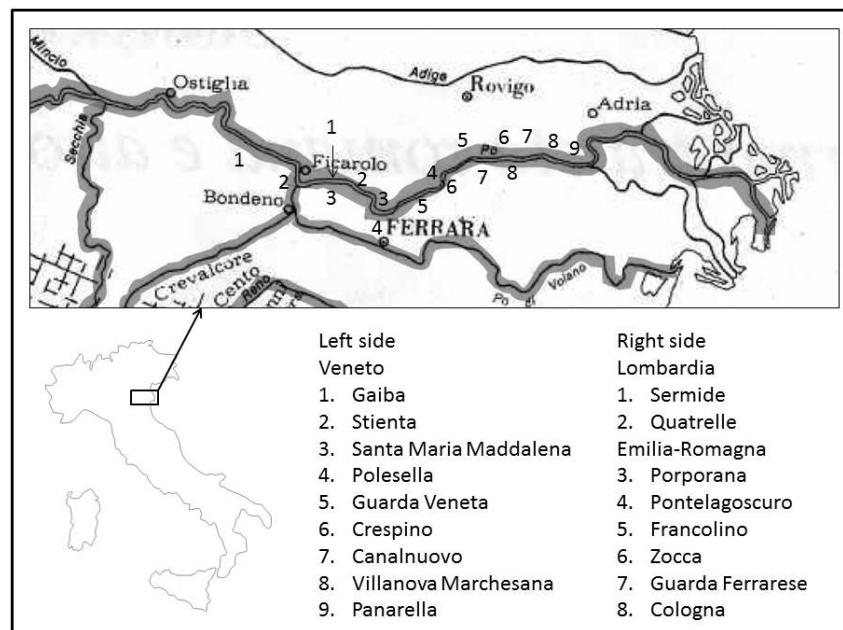 Mincio
Ostiglia
Adige
Rovigo
Adria
Secchia
1
Ficarolo
1
2
3
2
3
4
5
Po
6
7
8
9
4
5
6
7
8
Bondeno
FERRARA
Crevalcore
Cento
Reno
Volano
Left side
Veneto
1. Gaiba
2. Stienta
3. Santa Maria Maddalena
4. Polesella
5. Guarda Veneta
6. Crespino
7. Canalnuovo
8. Villanova Marchesana
9. Panarella
Right side
Lombardia
1. Sermide
2. Quatrelle
Emilia-Romagna
3. Porporana
4. Pontelagoscuro
5. Francolino
6. Zocca
7. Guarda Ferrarese
8. Cologna